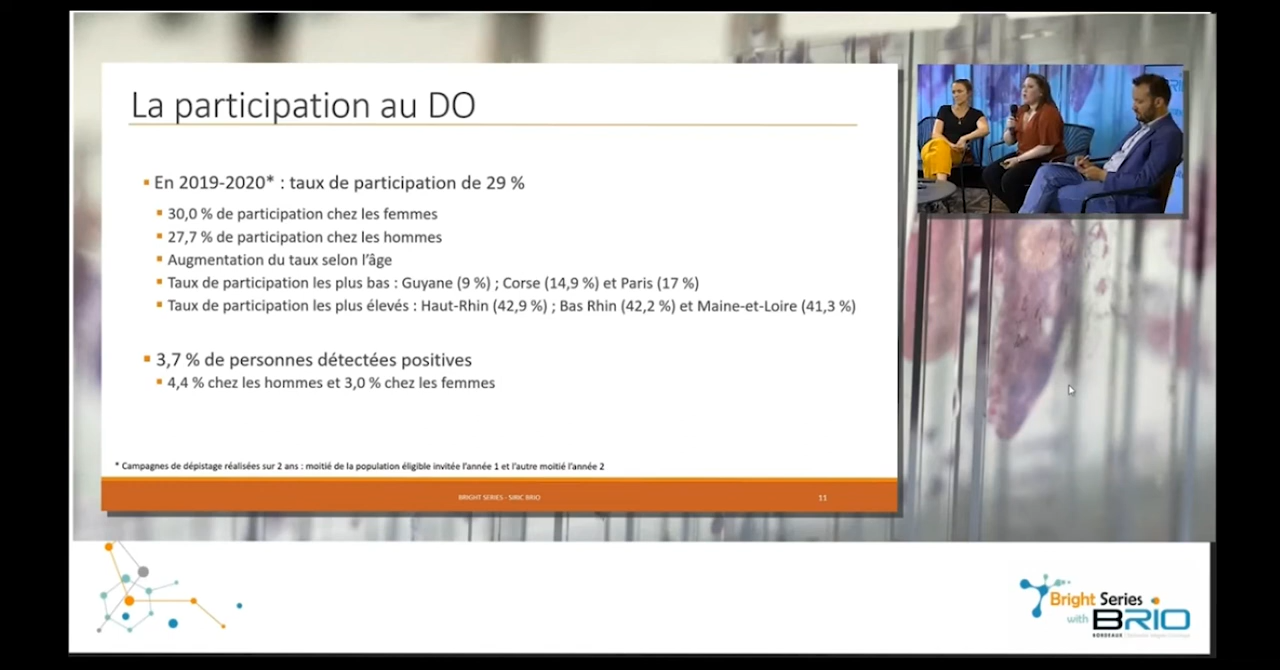 La participation au DO
En 2019-2020* : taux de participation de 29 %
30,0 % de participation chez les femmes
27,7 % de participation chez les hommes
Augmentation du taux selon l'âge
Taux de participation les plus bas : Guyane (9 %) ; Corse (14,9 %) et Paris (17 %)
Taux de participation les plus élevés : Haut-Rhin (42,9 %) ; Bas Rhin (42,2 %) et Maine-et-Loire (41,3 %)
3,7 % de personnes détectées positives
4,4 % chez les hommes et 3,0 % chez les femmes
* Campagnes de dépistage réalisées sur 2 ans : moitié de la population éligible invitée l'année 1 et l'autre moitié l'année 2
BRIGHT SERIES - SIRIC BRIO
11
Bright Series
with BRIO
BORDEAUX